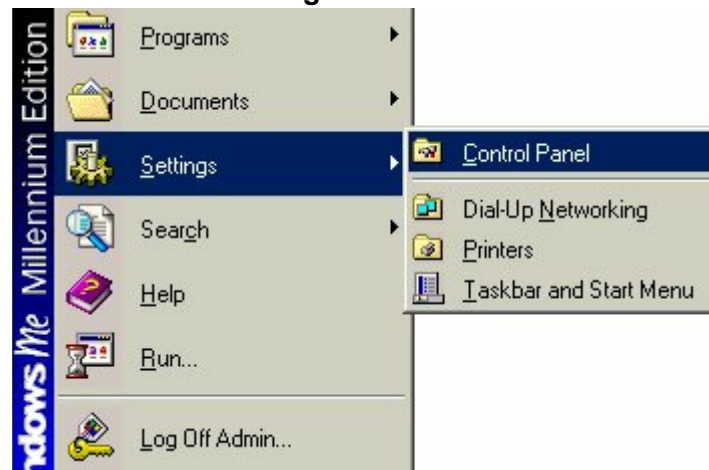 Programs
Documents
Settings
Search
Help
Run...
Log Off Admin...
Control Panel
Dial-Up Networking
Printers
Taskbar and Start Menu
ndows Me Millennium Edition